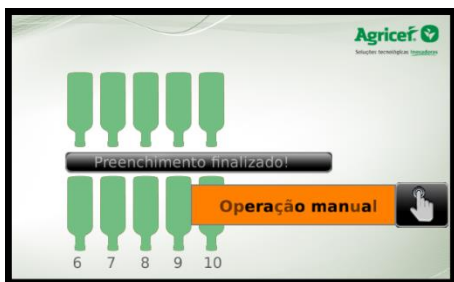 Agricef.
Soluções tecnológicas inovadoras
Preenchimento finalizado!
Operação manual
6 7 8 9 10